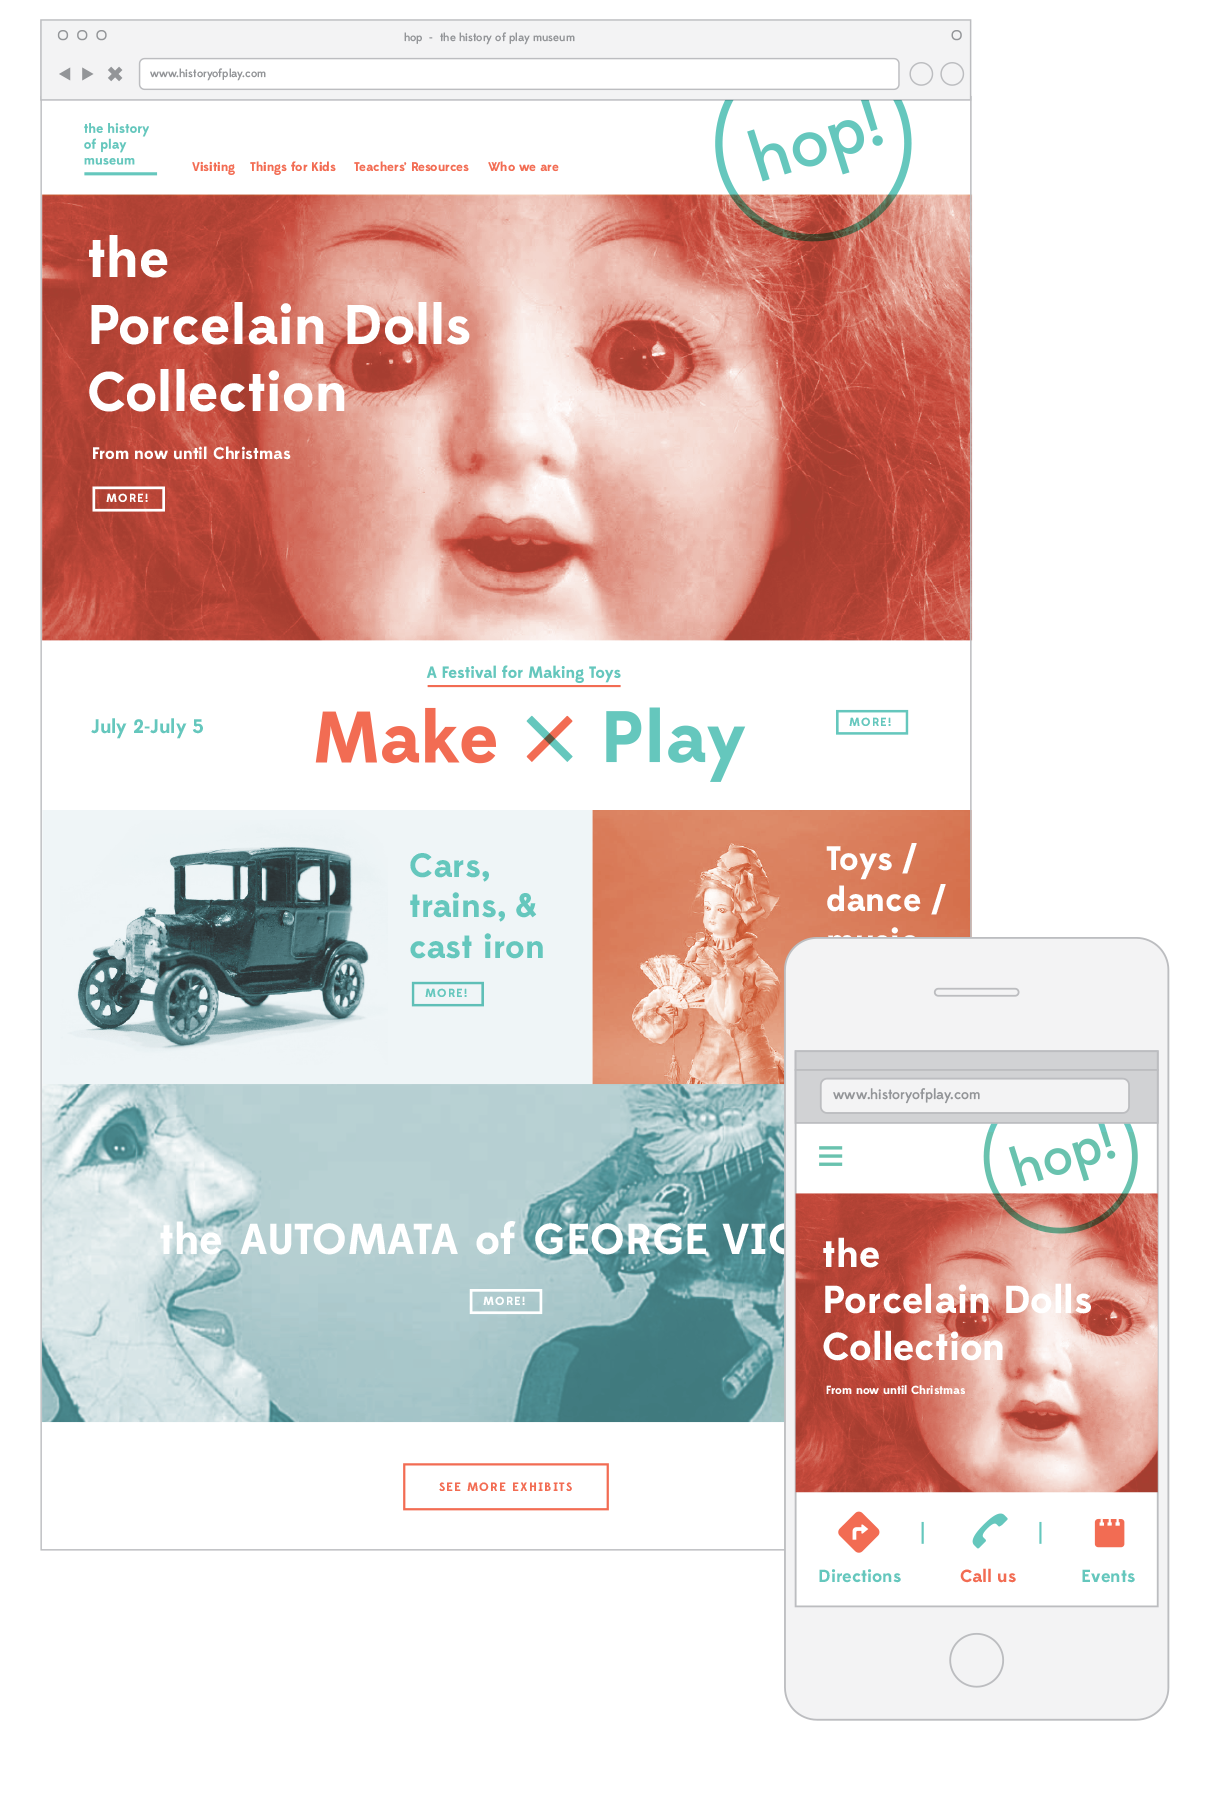 hop - the history of play museum
www.historyofplay.com
the history
of play
museum
Visiting Things for Kids Teachers' Resources Who we are
hop!
the
Porcelain Dolls
Collection
From now until Christmas
MORE!
A Festival for Making Toys
July 2-July 5
Make × Play
MORE!
Cars,
trains, &
cast iron
MORE!
Toys /
dance /
the AUTOMATA of GEORGE
MORE!
SEE MORE EXHIBITS
www.historyofplay.com
hop!
the
Porcelain Dolls
Collection
From now until Christmas
Directions
Call us
Events